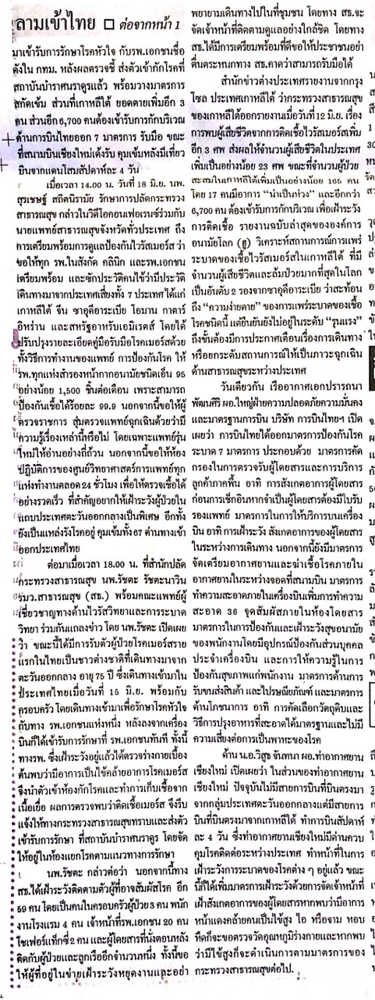 ลามเข้าไทย □ ต่อจากหน้า 1
มาเข้ารับการรักษาโรคหัวใจ กับรพ.เอกชนชื่อ
ดังใน กทม. หลังผลตรวจชี้ ส่งตัวเข้ากักโรคที่
สถาบันบำราศนราดูรแล้ว พร้อมวางมาตรการ
สกัดเข้ม ส่วนที่เกาหลีใต้ ยอดตายเพิ่มอีก 3
คน ส่วนอีก 6,700 คนต้องเข้ารับการกักบริเวณ
ด้านการบินไทยออก 7 มาตรการ รับมือ ขณะ
ที่สนามบินเชียงใหม่เด้งรับ คุมเข้มหลังมีเที่ยว
บินจากแดนโสมสัปดาห์ละ 4 วัน
เมื่อเวลา 14.00 น. วันที่ 18 มิ.ย. นพ.
สุรเชษฐ์ สถิตนิรามัย รักษาการปลัดกระทรวง
สาธารณสุข กล่าวในวิดีโอคอนเฟอเรนซ์ร่วมกับ
นายแพทย์สาธารณสุขจังหวัดทั่วประเทศ ถึง
การเตรียมพร้อมการดูแลป้องกันไวรัสเมอร์ส ว่า
ขอให้ทุก รพ.ในสังกัด คลินิก และรพ.เอกชน
เตรียมพร้อม และซักประวัติคนไข้ว่ามีประวัติ
เดินทางมาจากประเทศเสี่ยงทั้ง 7 ประเทศได้แก่
เกาหลีใต้ จีน ซาอุดีอาระเบีย โอมาน กาตาร์
อิหร่าน และสหรัฐอาหรับเอมิเรตส์ โดยได้
ปรับปรุงรายละเอียดคู่มือรับมือโรคเมอร์สด้วย
ทั้งวิธีการทำงานของแพทย์ การป้องกันโรค ให้
รพ.ทุกแห่งสำรองหน้ากากอนามัยชนิดเอ็น 95
อย่างน้อย 1,500 ชิ้นต่อเดือน เพราะสามารถ
ป้องกันเชื้อได้ร้อยละ 99.9 นอกจากนี้ขอให้ผู้
ตรวจราชการ สุ่มตรวจแพทย์ฉุกเฉินด้วยว่ามี
ความรู้เรื่องเหล่านี้หรือไม่ โดยเฉพาะแพทย์รุ่น
ใหม่ให้อ่านอย่างถี่ถ้วน นอกจากนี้ขอให้ห้อง
ปฏิบัติการของศูนย์วิทยาศาสตร์การแพทย์ทุก
แห่งทำงานตลอด 24 ชั่วโมง เพื่อให้ตรวจเชื้อได้
อย่างรวดเร็ว ที่สำคัญอยากให้เฝ้าระวังผู้ป่วยใน
แถบประเทศตะวันออกกลางเป็นพิเศษ อีกทั้ง
ยังเป็นแหล่งรังโรคอยู่ คุมเข้มทั้ง 67 ด่านทางเข้า
ออกประเทศไทย
ต่อมาเมื่อเวลา 18.00 น. ที่สำนักปลัด
กระทรวงสาธารณสุข นพ.รัชตะ รัชตะนาวิน
รมว.สาธารณสุข (สธ.) พร้อมคณะแพทย์ผู้
เชี่ยวชาญทางด้านไวรัสวิทยาและการระบาด
วิทยา ร่วมกันแถลงข่าว โดย นพ.รัชตะ เปิดเผย
ว่า ขณะนี้ได้มีการรับตัวผู้ป่วยโรคเมอร์สราย
แรกในไทยเป็นชาวต่างชาติที่เดินทางมาจาก
ตะวันออกกลาง อายุ 75 ปี ซึ่งเดินทางเข้ามาใน
ประเทศไทยเมื่อวันที่ 15 มิ.ย. พร้อมกับ
ครอบครัว โดยเดินทางเข้ามาเพื่อรักษาโรคหัวใจ
กับทาง รพ.เอกชนแห่งหนึ่ง หลังลงจากเครื่อง
บินก็ได้เข้ารับการรักษาที่ รพ.เอกชนทันที ทั้งนี้
ทางรพ. ซึ่งเฝ้าระวังอยู่แล้วได้ตรวจร่างกายเบื้อง
ต้นพบว่ามีอาการเป็นไข้คล้ายอาการโรคเมอร์ส
จึงนำตัวเข้าห้องกักโรคและทำการเก็บเชื้อจาก
เนื้อเยื่อ ผลการตรวจพบว่าติดเชื้อเมอร์ส จึงรีบ
แจ้งให้ทางกระทรวงสาธารณสุขทราบและส่งตัว
เข้ารับการรักษา ที่สถาบันบำราศนราดูร โดยจัด
ให้อยู่ในห้องแยกโรคตามแนวทางการรักษา
นพ.รัชตะ กล่าวต่อว่า นอกจากนี้ทาง
สธ.ได้เฝ้าระวังติดตามตัวผู้ที่อาจสัมผัสโรค อีก
59 คน โดยเป็นคนในครอบครัวผู้ป่วย 3 คน พนัก
งานโรงแรม 4 คน เจ้าหน้าที่รพ.เอกชน 20 คน
โชเฟอร์แท็กซี่ 2 คน และผู้โดยสารที่นั่งตอนหลัง
ติดกับผู้ป่วยและลูกเรืออีกจำนวนหนึ่ง ทั้งนี้ขอ
ให้ผู้ที่อยู่ในข่ายเฝ้าระวังหยุดงานและอย่า
พยายามเดินทางไปในที่ชุมชน โดยทาง สธ.จะ
จัดเจ้าหน้าที่ติดตามดูแลอย่างใกล้ชิด โดยทาง
สธ.ได้มีการเตรียมพร้อมที่ดีขอให้ประชาชนอย่า
ตื่นตระหนกทาง สธ.คาดว่าสามารถรับมือได้
สำนักข่าวต่างประเทศรายงานจากกรุง
โซล ประเทศเกาหลีใต้ ว่ากระทรวงสาธารณสุข
ของเกาหลีใต้ออกรายงานเมื่อวันที่ 12 มิ.ย. เรื่อง
การพบผู้เสียชีวิตจากการติดเชื้อไวรัสเมอร์สเพิ่ม
อีก 3 ศพ ส่งผลให้จำนวนผู้เสียชีวิตในประเทศ
เพิ่มเป็นอย่างน้อย 23 ศพ ขณะที่จำนวนผู้ป่วย
สะสมในเกาหลีใต้เพิ่มเป็นอย่างน้อย 165 คน
โดย 17 คนมีอาการ "น่าเป็นห่วง" และอีกกว่า
6,700 คน ต้องเข้ารับการกักบริเวณ เพื่อเฝ้าระวัง
การติดเชื้อ รายงานฉบับล่าสุดขององค์การ
อนามัยโลก (ฮู) วิเคราะห์สถานการณ์การแพร่
ระบาดของเชื้อไวรัสเมอร์สในเกาหลีใต้ ที่มี
จำนวนผู้เสียชีวิตและล้มป่วยมากที่สุดในโลก
เป็นอันดับ 2 รองจากซาอุดีอาระเบีย ว่าสะท้อน
ถึง "ความง่ายดาย" ของการแพร่ระบาดของเชื้อ
โรคชนิดนี้ แต่ยืนยันยังไม่อยู่ในระดับ "รุนแรง"
ถึงขั้นต้องมีการประกาศเตือนเรื่องการเดินทาง
หรือยกระดับสถานการณ์ให้เป็นภาวะฉุกเฉิน
ด้านสาธารณสุขระหว่างประเทศ
วันเดียวกัน เรืออากาศเอกปรารถนา
พัฒนศิริ ผอ.ใหญ่ฝ่ายความปลอดภัยความมั่นคง
และมาตรฐานการบิน บริษัท การบินไทยฯ เปิด
เผยว่า การบินไทยได้ออกมาตรการป้องกันโรค
ระบาด 7 มาตรการ ประกอบด้วย มาตรการคัด
กรองในการตรวจรับผู้โดยสารและการบริการ
ลูกค้าภาคพื้น อาทิ การสังเกตอาการผู้โดยสาร
ก่อนการเช็กอินหากจำเป็นผู้โดยสารต้องมีใบรับ
รองแพทย์ มาตรการในการให้บริการบนเครื่อง
บิน อาทิ การเฝ้าระวัง สังเกตอาการของผู้โดยสาร
ในระหว่างการเดินทาง นอกจากนี้ยังมีมาตรการ
จัดเตรียมอากาศยานและฆ่าเชื้อโรคภายใน
อากาศยานในระหว่างจอดที่สนามบิน มาตรการ
ทำความสะอาดภายในเครื่องบินเพิ่มการทำความ
สะอาด 36 จุดสัมผัสภายในห้องโดยสาร
มาตรการในการป้องกันและเฝ้าระวังสุขอนามัย
ของพนักงานโดยมีอุปกรณ์ป้องกันส่วนบุคคล
ประจำเครื่องบิน และการให้ความรู้ในการ
ป้องกันสุขภาพแก่พนักงาน มาตรการด้านการ
รับขนส่งสินค้า และไปรษณียภัณฑ์ และมาตรการ
ด้านโภชนาการ อาทิ การคัดเลือกวัตถุดิบและ
วิธีการปรุงอาหารที่สะอาดได้มาตรฐานและไม่มี
ความเสี่ยงต่อการเป็นพาหะของโรค
ด้าน น.อ.วิสูธ จันทนา ผอ.ท่าอากาศยาน
เชียงใหม่ เปิดเผยว่า ในส่วนของท่าอากาศยาน
เชียงใหม่ ปัจจุบันไม่มีสายการบินที่บินตรงมา
จากกลุ่มประเทศตะวันออกกลางแต่มีสายการ
บินที่บินตรงมาจากเกาหลีใต้ ทำการบินสัปดาห์
ละ 4 วัน ซึ่งท่าอากาศยานเชียงใหม่มีด่านควบ
คุมโรคติดต่อระหว่างประเทศ ทำหน้าที่ในการ
เฝ้าระวังการระบาดของโรคต่าง ๆ อยู่แล้ว ขณะ
นี้ก็ได้เพิ่มมาตรการเฝ้าระวังด้วยการจัดเจ้าหน้าที่
เฝ้าสังเกตอาการของผู้โดยสารหากพบว่ามีอาการ
หน้าแดงคล้ายคนเป็นไข้สูง ไอ หรือจาม หอบ
หืดก็จะขอตรวจวัดอุณหภูมิร่างกายและหากพบ
ว่ามีไข้สูงก็จะดำเนินการตามมาตรการของ
กระทรวงสาธารณสุขต่อไป.